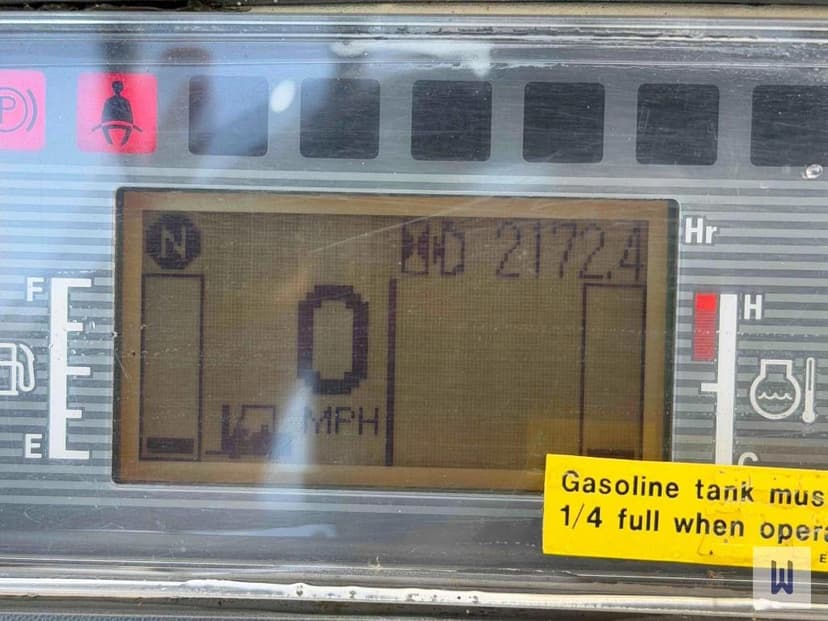 P
N
D 2172.4
Hr
F
H
0
MPH
E
C
Gasoline tank mus
1/4 full when opera
E
W